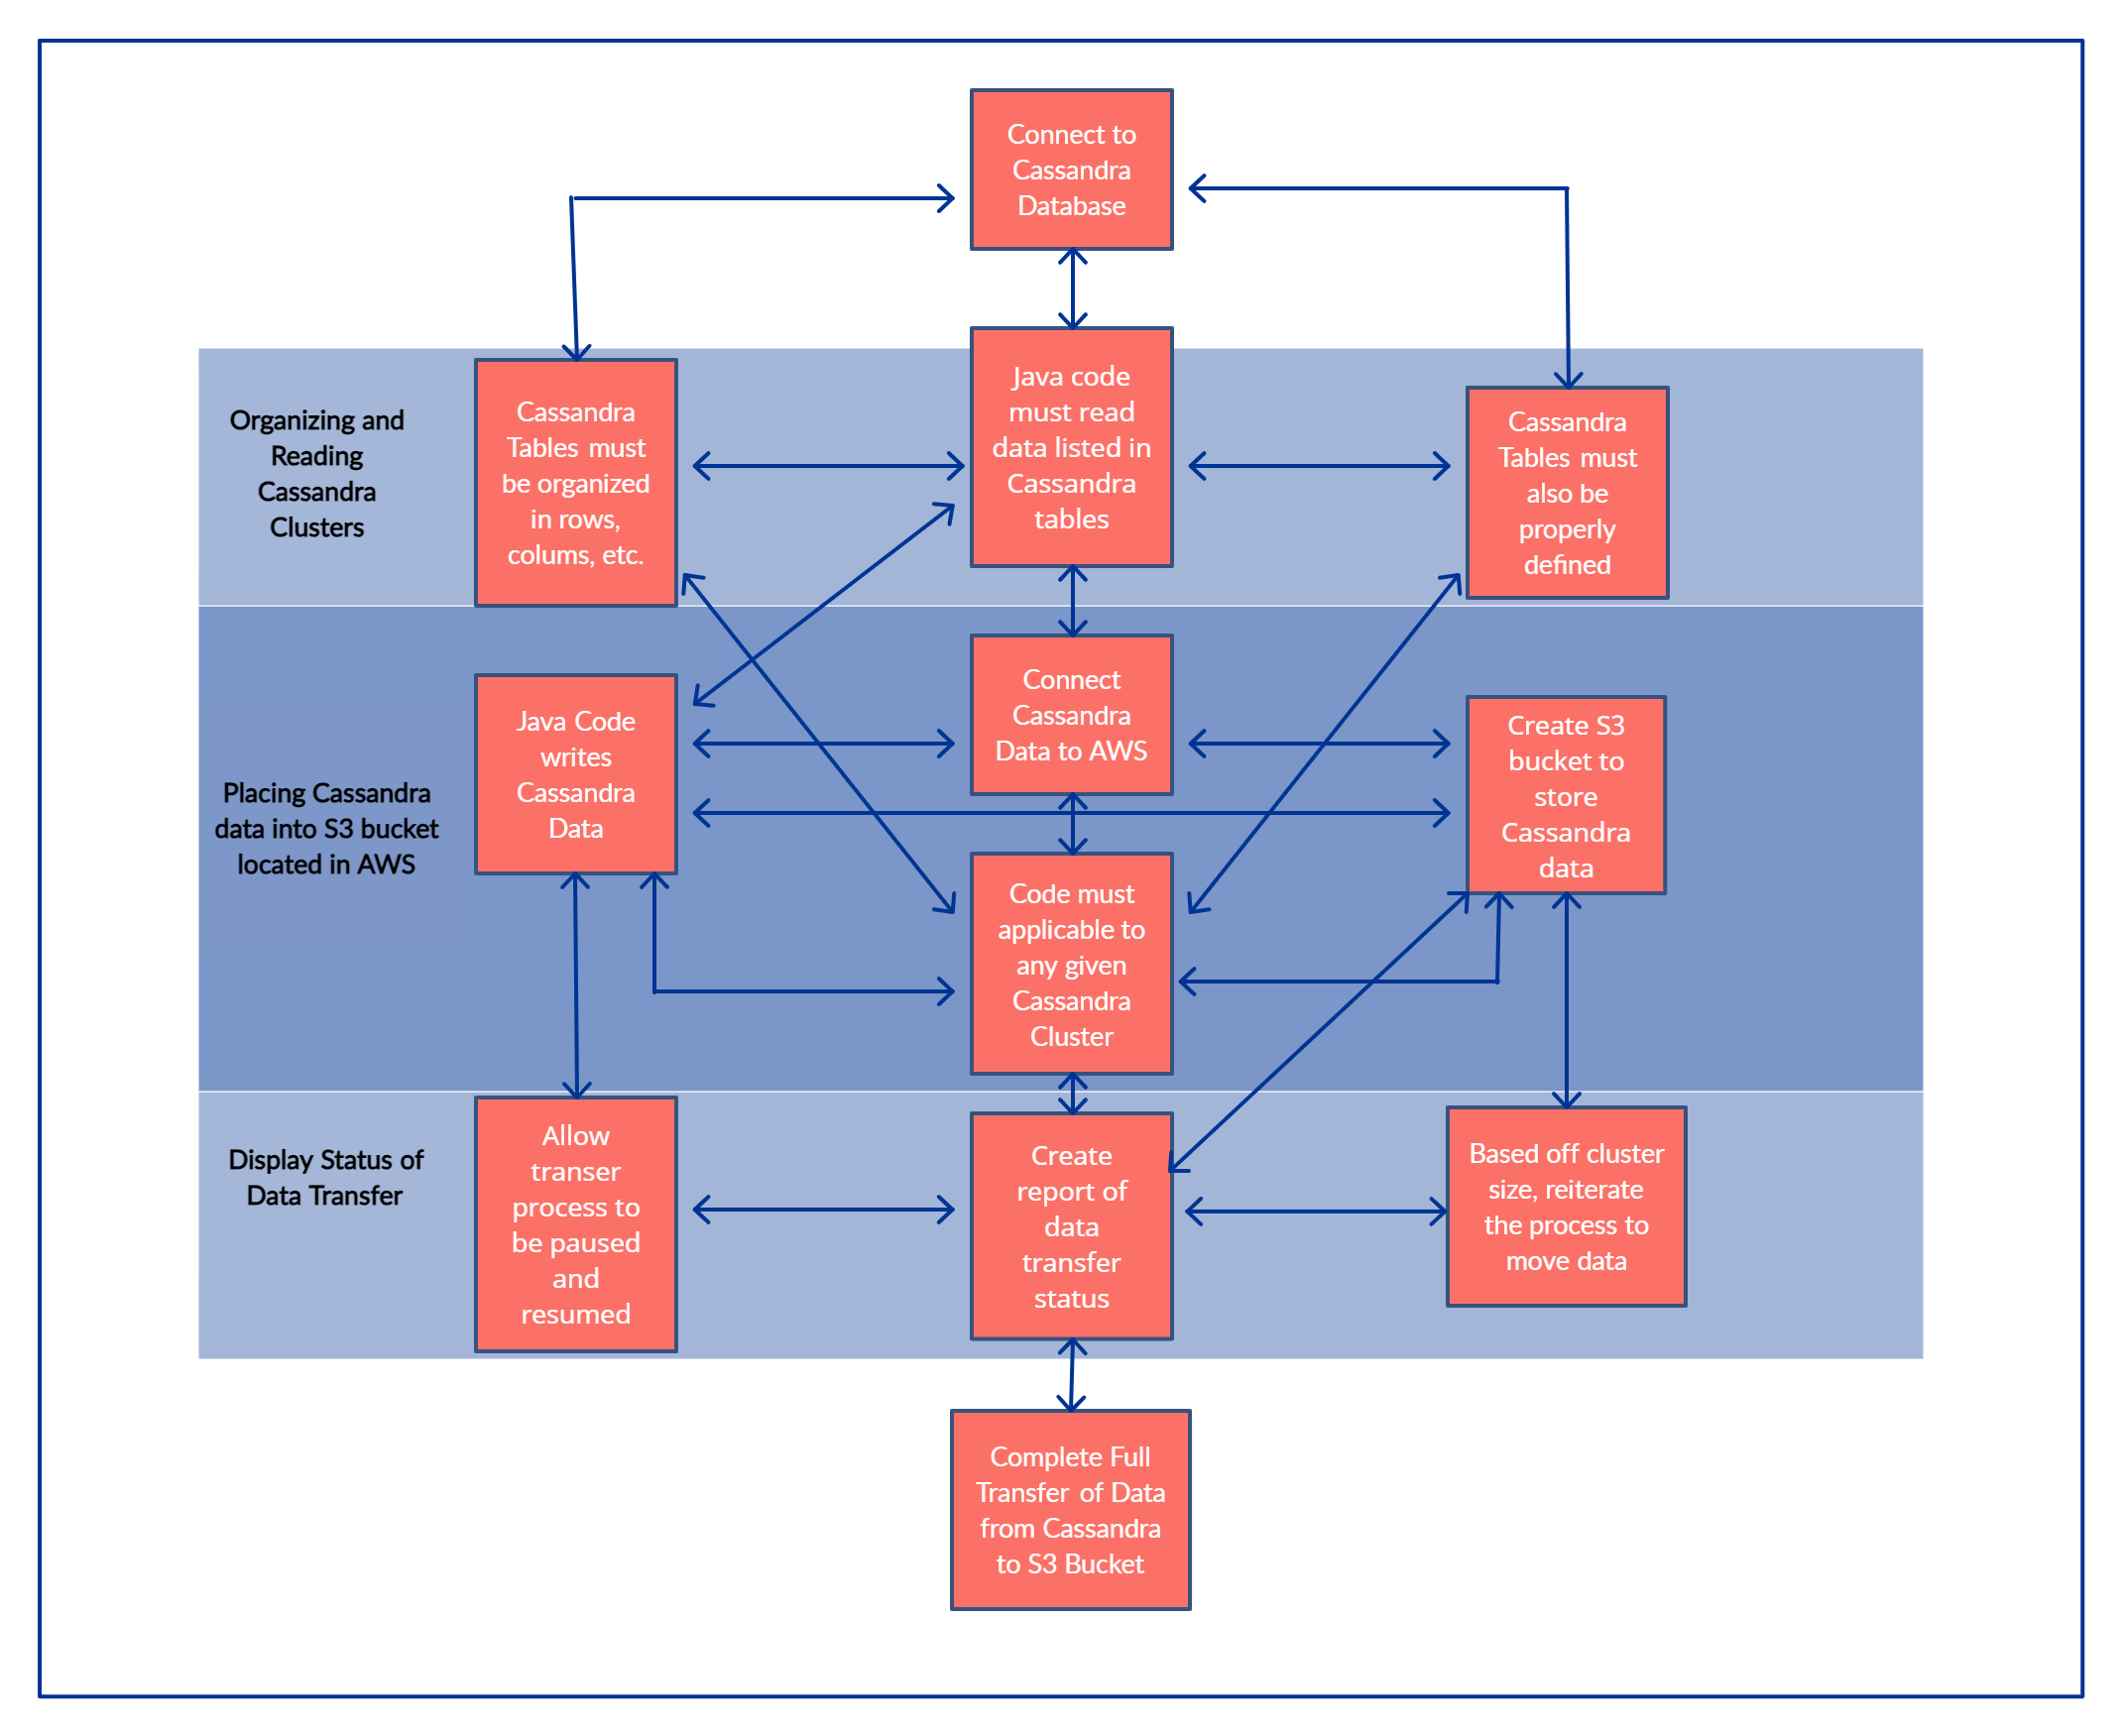 Connect to
Cassandra
Database
Organizing and
Reading
Cassandra
Clusters
Cassandra
Tables must
be organized
in rows,
colums, etc.
Java code
must read
data listed in
Cassandra
tables
Cassandra
Tables must
also be
properly
defined
Placing Cassandra
data into S3 bucket
located in AWS
Java Code
writes
Cassandra
Data
Connect
Cassandra
Data to AWS
Create S3
bucket to
store
Cassandra
data
Code must
applicable to
any given
Cassandra
Cluster
Display Status of
Data Transfer
Allow
transer
process to
be paused
and
resumed
Create
report of
data
transfer
status
Based off cluster
size, reiterate
the process to
move data
Complete Full
Transfer of Data
from Cassandra
to S3 Bucket